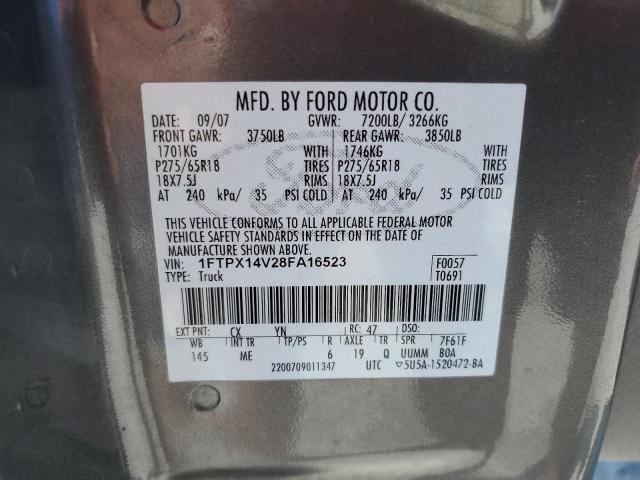 MFD. BY FORD MOTOR CO.
DATE: 09/07 GVWR: 7200LB/ 3266KG
FRONT GAWR: 3750LB REAR GAWR: 3850LB
1701KG WITH 1746KG WITH
P275/65R18 TIRES P275/65R18 TIRES
18X7.5J RIMS 18X7.5J RIMS
AT 240 kPa/ 35 PSI COLD AT 240 kPa/ 35 PSI COLD
THIS VEHICLE CONFORMS TO ALL APPLICABLE FEDERAL MOTOR
VEHICLE SAFETY STANDARDS IN EFFECT ON THE DATE OF
MANUFACTURE SHOWN ABOVE.
VIN: 1FTPX14V28FA16523 F0057
TYPE: Truck T0691
EXT PNT: CX YN RC: 47 DSO:
WB INT TR TP/PS R AXLE TR SPR 7F61F
145 ME 6 19 Q UUMM B0A
2200709011347 UTC ▽5U5A-1520472-BA
Ford